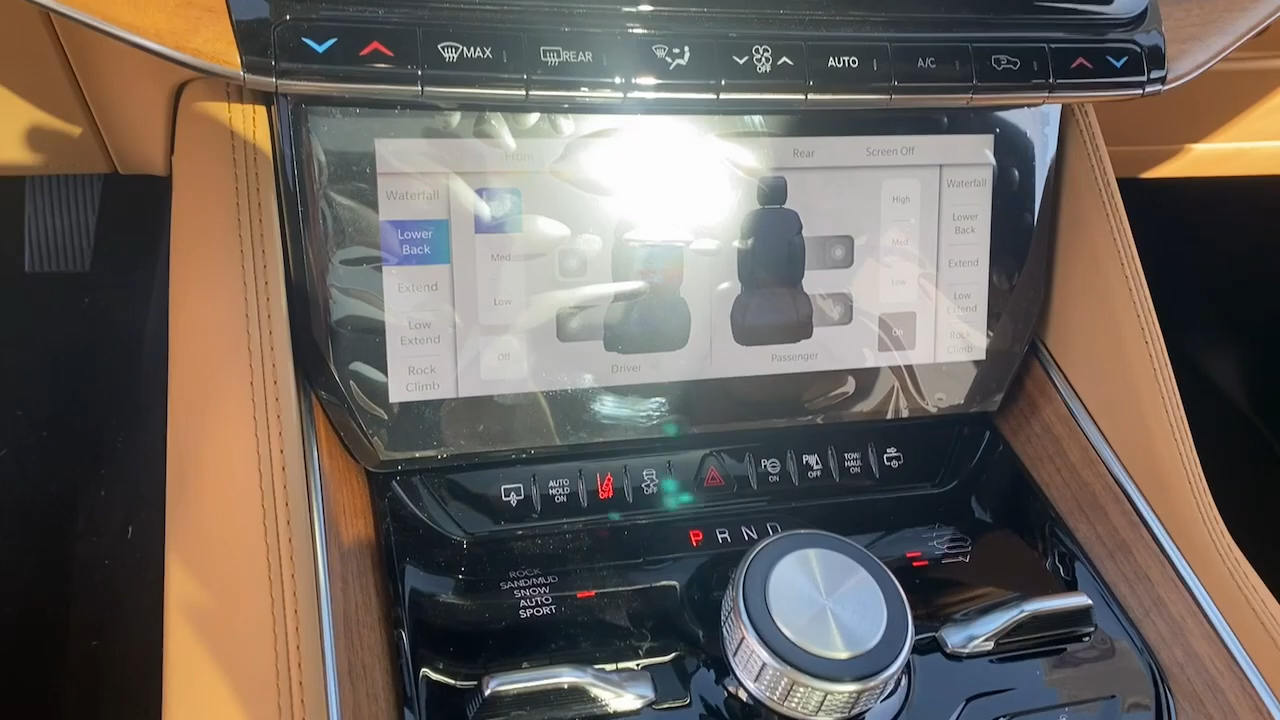 MAX
REAR
OFF
AUTO
A/C
Front
Rear
Screen Off
Waterfall
Lower
Back
Extend
Low
Extend
Rock
Climb
Med
Low
Off
Driver
Passenger
High
Med
Low
On
Waterfall
Lower
Back
Extend
Low
Extend
Rock
Climb
AUTO
HOLD
ON
OFF
OFF
P
ON
P
OFF
TOW/
HAUL
ON
P R N D
ROCK
SAND/MUD
SNOW
AUTO
SPORT